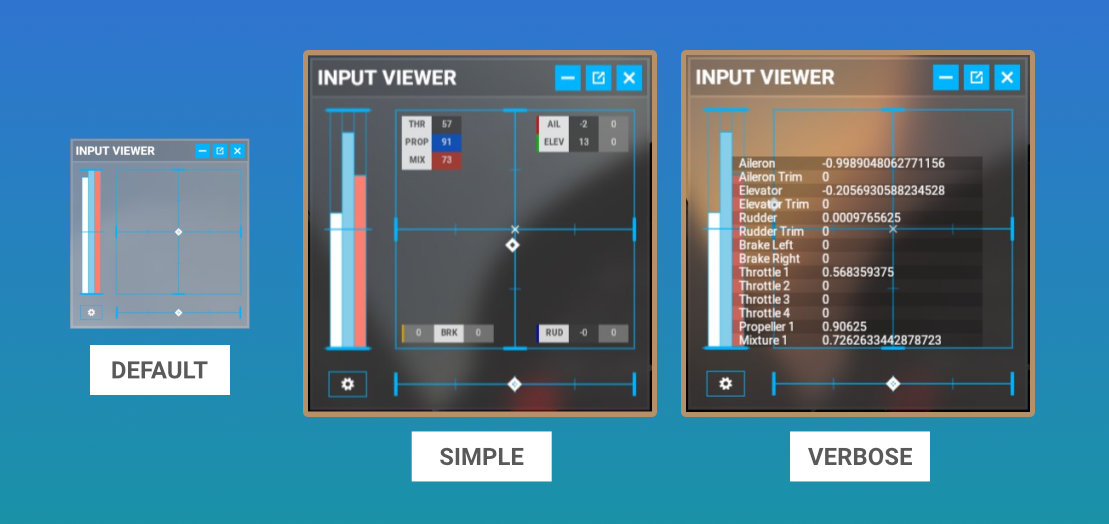 INPUT VIEWER
DEFAULT
INPUT VIEWER
THR 57
PROP 91
MIX 73
AIL -2 0
ELEV 13 0
0 BRK 0
RUD -0 0
SIMPLE
INPUT VIEWER
Aileron -0.9989048062771156
Aileron Trim 0
Elevator -0.2056930588234528
Elevator Trim 0
Rudder 0.0009765625
Rudder Trim 0
Brake Left 0
Brake Right 0
Throttle 1 0.568359375
Throttle 2 0
Throttle 3 0
Throttle 4 0
Propeller 1 0.90625
Mixture 1 0.7262633442878723
VERBOSE